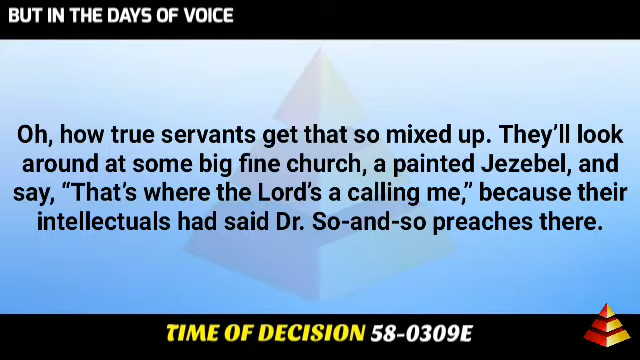 BUT IN THE DAYS OF VOICE
Oh, how true servants get that so mixed up. They’ll look
around at some big fine church, a painted Jezebel, and
say, “That’s where the Lord’s a calling me,” because their
intellectuals had said Dr. So-and-so preaches there.
TIME OF DECISION 58-0309E